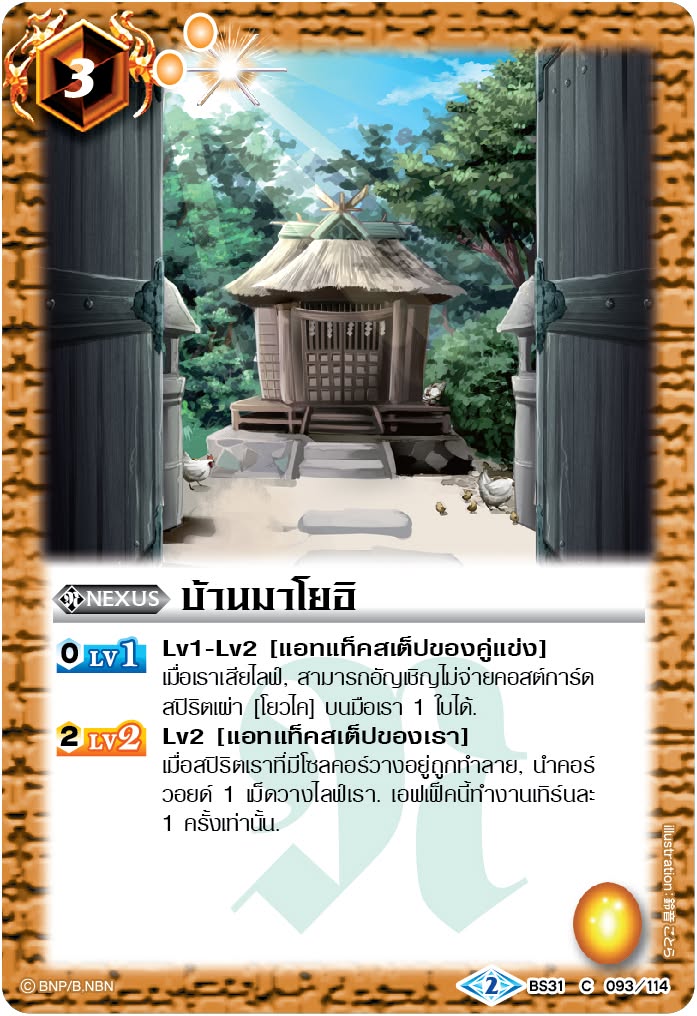 3
NEXUS บ้านมาโยฮิ
0 LV1 Lv1-Lv2 [แอทแท็คสเต็ปของคู่แข่ง]
เมื่อเราเสียไลฟ์, สามารถอัญเชิญไม่จ่ายคอสต์การ์ด
สปิริตเผ่า [โยวไค] บนมือเรา 1 ใบได้.
2 LV2 Lv2 [แอทแท็คสเต็ปของเรา]
เมื่อสปิริตเราที่มีโซลคอร์วางอยู่ถูกทำลาย, นำคอร์
วอยด์ 1 เม็ดวางไลฟ์เรา. เอฟเฟ็คนี้ทำงานเทิร์นละ
1 ครั้งเท่านั้น.
illustration : 鈴音ことら
© BNP/B.NBN
2 BS31 C 093/114